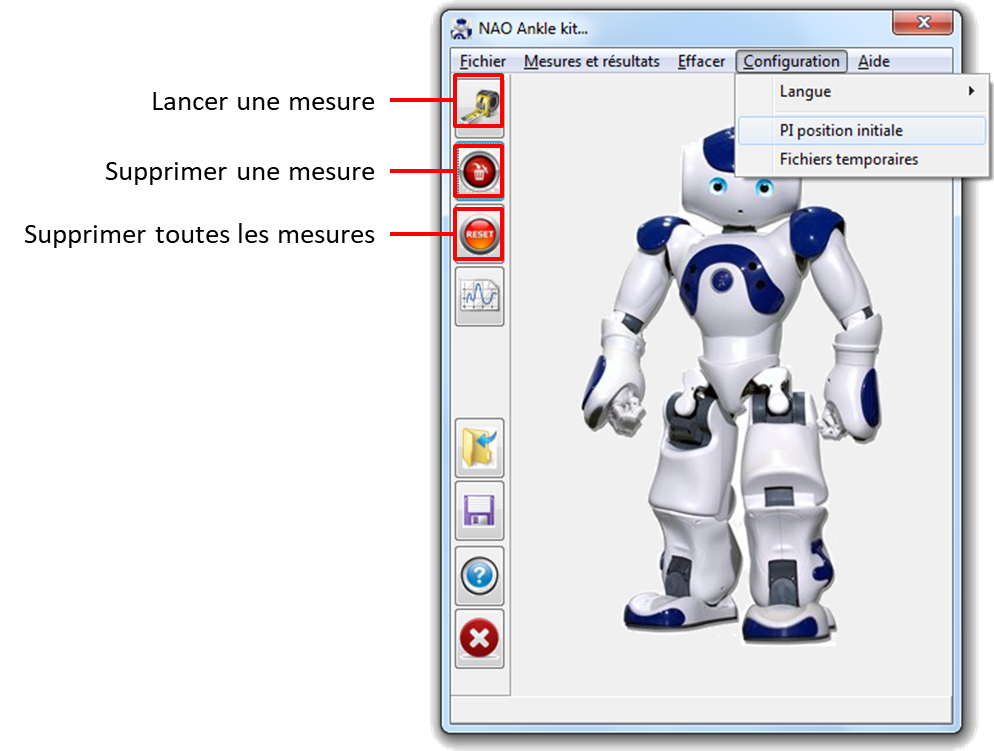 NAO Ankle kit...
Fichier Mesures et résultats Effacer Configuration Aide
Langue
PI position initiale
Fichiers temporaires
Lancer une mesure
Supprimer une mesure
Supprimer toutes les mesures
RESET
?